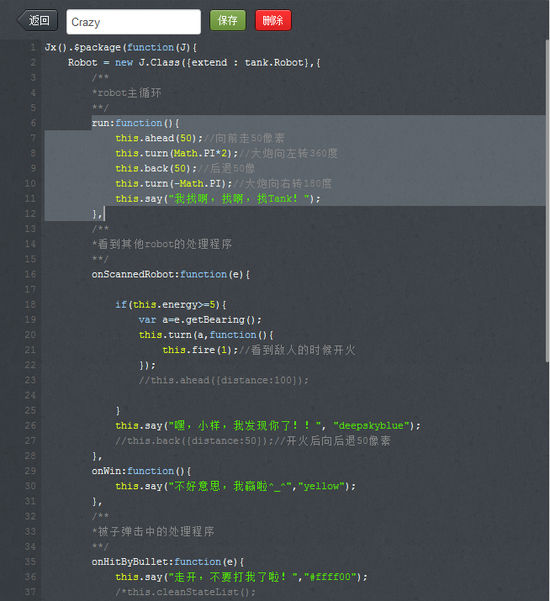 返回 Crazy 保存 删除
1 Jx().$package(function(J){
2 Robot = new J.Class({extend : tank.Robot},{
3 /**
4 *robot主循环
5 **/
6 run:function(){
7 this.ahead(50);//向前走50像素
8 this.turn(Math.PI*2);//大炮向左转360度
9 this.back(50);//后退50像
10 this.turn(-Math.PI);//大炮向右转180度
11 this.say("我找啊，找啊，找Tank！");
12 },
13 /**
14 *看到其他robot的处理程序
15 **/
16 onScannedRobot:function(e){
17
18 if(this.energy>=5){
19 var a=e.getBearing();
20 this.turn(a,function(){
21 this.fire(1);//看到敌人的时候开火
22 });
23 //this.ahead({distance:100});
24
25 }
26 this.say("嘿，小样，我发现你了！！", "deepskyblue");
27 //this.back({distance:50});//开火后向后退50像素
28 },
29 onWin:function(){
30 this.say("不好意思，我赢啦^_^","yellow");
31 },
32 /**
33 *被子弹击中的处理程序
34 **/
35 onHitByBullet:function(e){
36 this.say("走开，不要打我了啦！","#ffff00");
37 /*this.cleanStateList();